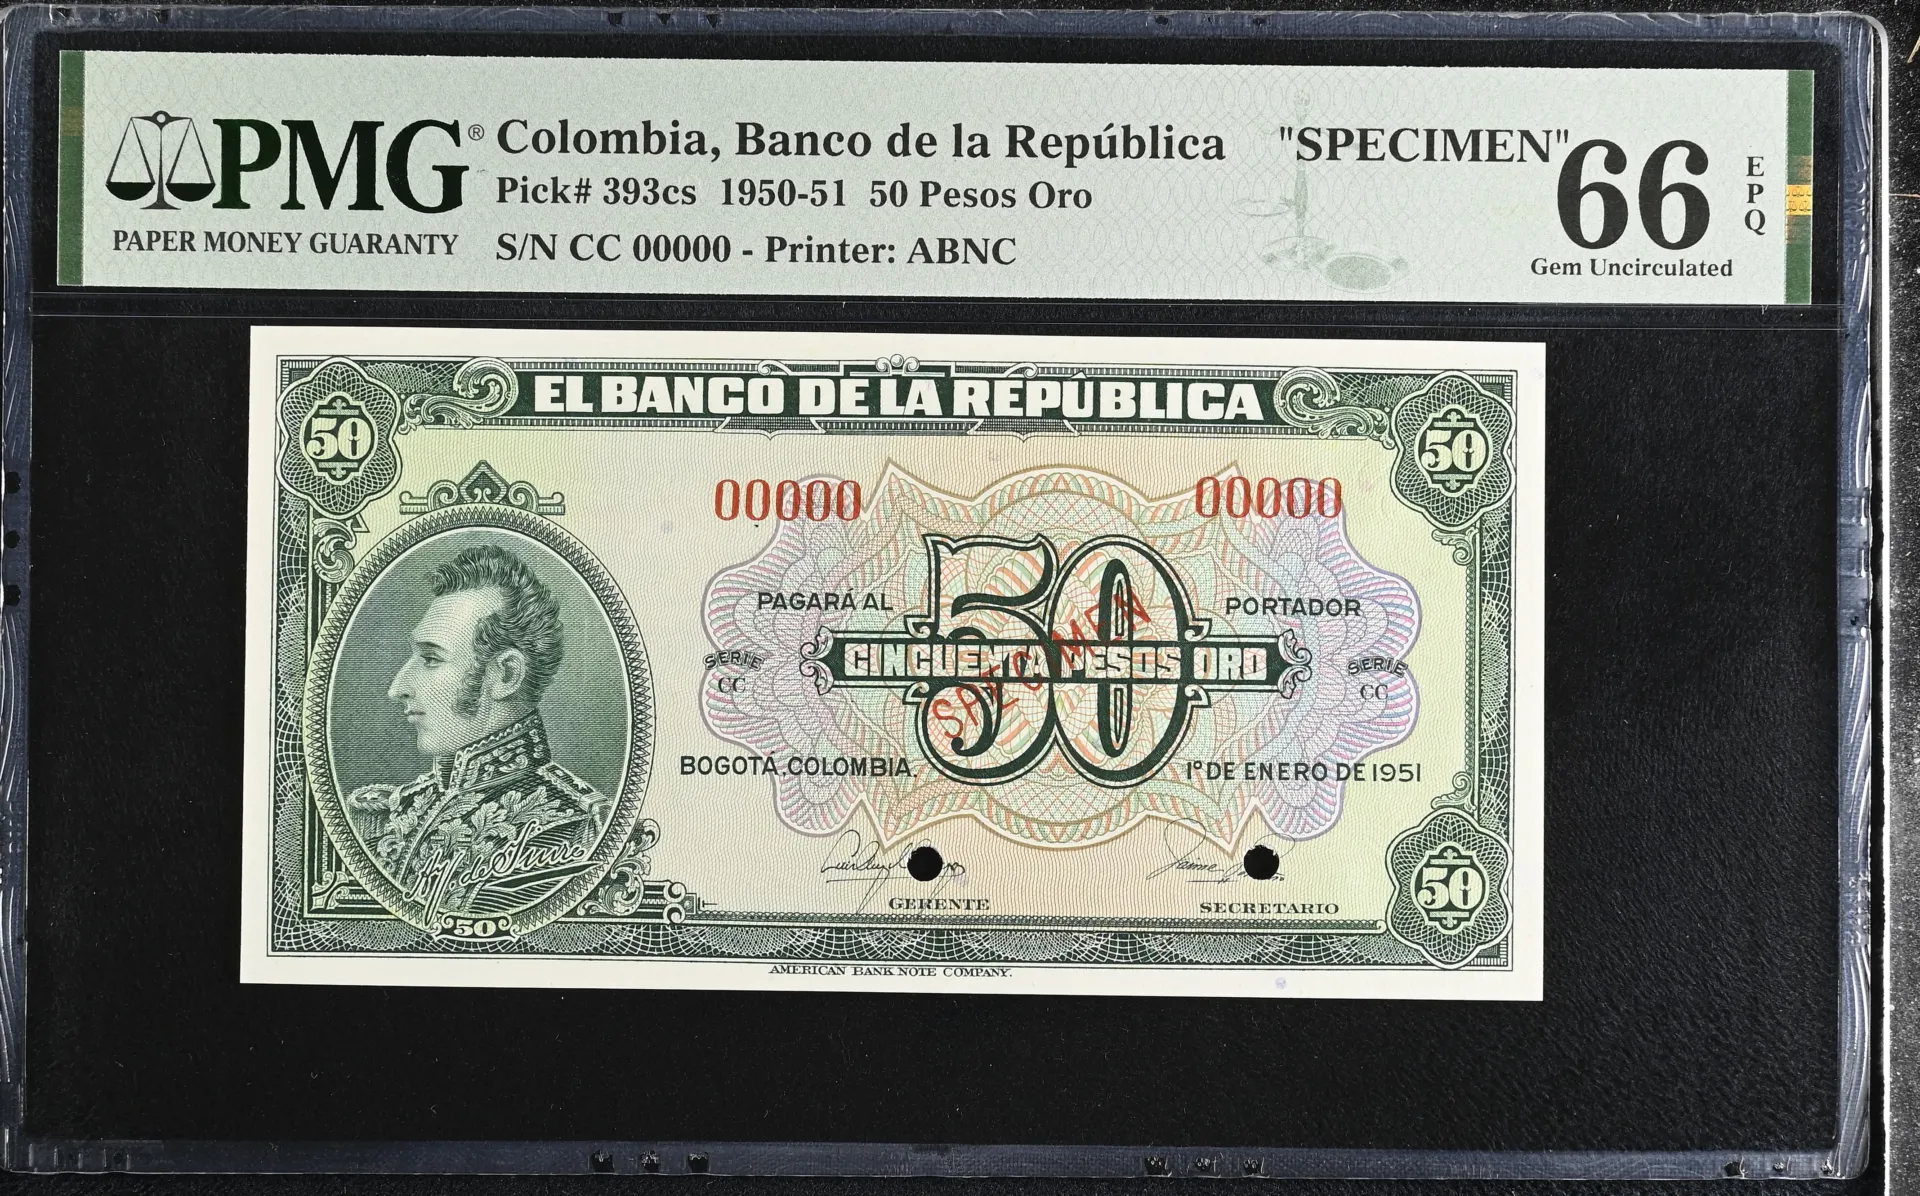 PMG® Colombia, Banco de la República "SPECIMEN" 66 EPQ
Pick# 393cs 1950-51 50 Pesos Oro
PAPER MONEY GUARANTY S/N CC 00000 - Printer: ABNC Gem Uncirculated
EL BANCO DE LA REPÚBLICA
50 50
00000 00000
50
PAGARÁ AL PORTADOR
CINCUENTA PESOS ORO
SPECIMEN
SERIE SERIE
CC CC
BOGOTÁ, COLOMBIA. 1º DE ENERO DE 1951
A. J. de Sucre
GERENTE SECRETARIO
50 50
AMERICAN BANK NOTE COMPANY.